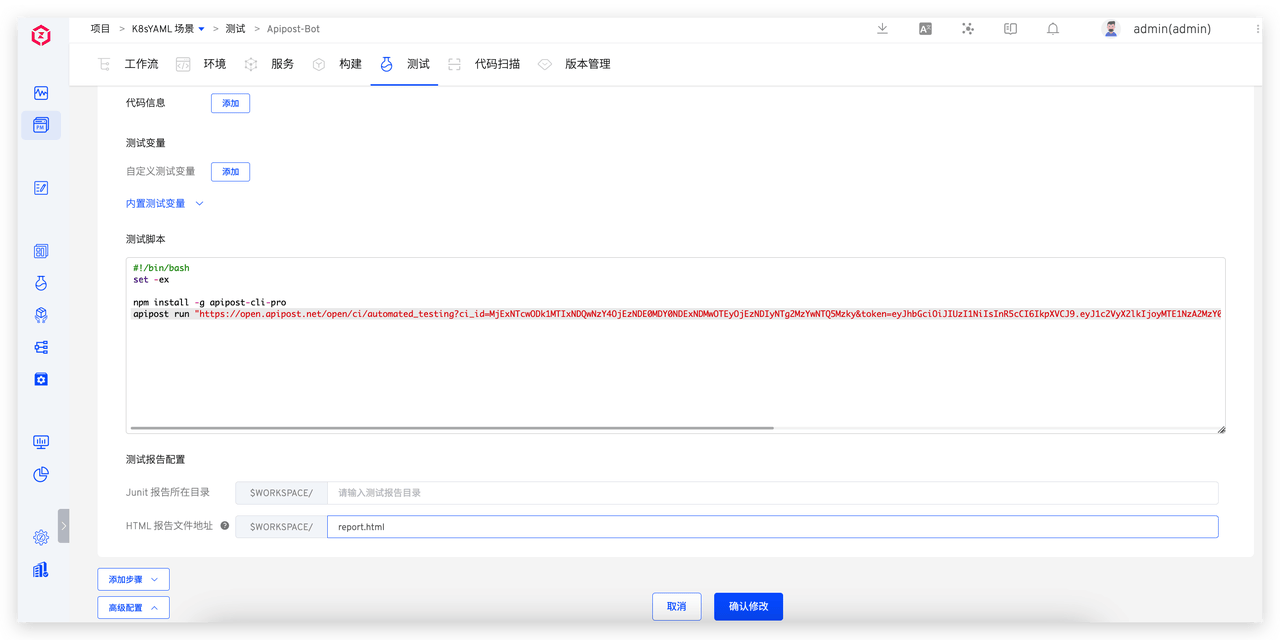 项目 > K8sYAML 场景 > 测试 > Apipost-Bot
admin(admin)
工作流 环境 服务 构建 测试 代码扫描 版本管理
代码信息 添加
测试变量
自定义测试变量 添加
内置测试变量
测试脚本
#!/bin/bash
set -ex
npm install -g apipost-cli-pro
apipost run "https://open.apipost.net/open/ci/automated_testing?ci_id=MjExNTcwODk1MTIxNDQwNzY4OjEzNDE0MDY0NDExNDMwOTEyOjEzNDIyNTg2MzYwNTQ5Mzky&token=eyJhbGciOiJIUzI1NiIsInR5cCI6IkpXVCJ9.eyJ1c2VyX2lkIjoyMTE1NzA2MzY0
测试报告配置
Junit 报告所在目录 $WORKSPACE/ 请输入测试报告目录
HTML 报告文件地址 $WORKSPACE/ report.html
添加步骤
高级配置
取消 确认修改